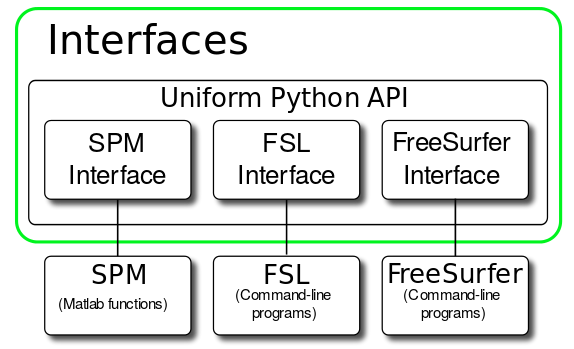 Interfaces
Uniform Python API
SPM
Interface
FSL
Interface
FreeSurfer
Interface
SPM
(Matlab functions)
FSL
(Command-line
programs)
FreeSurfer
(Command-line
programs)